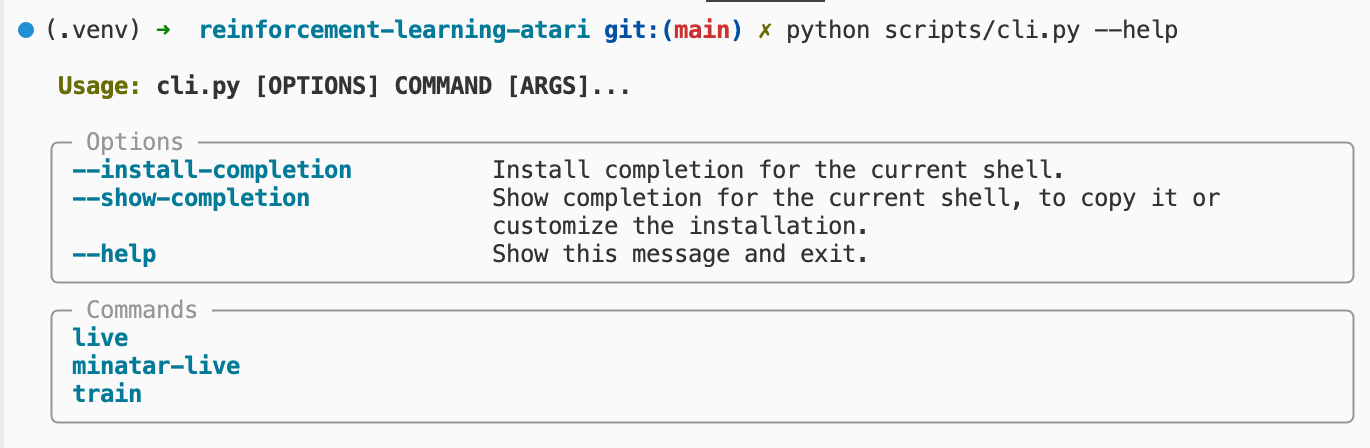 (.venv) ➜ reinforcement-learning-atari git:(main) ✗ python scripts/cli.py --help
Usage: cli.py [OPTIONS] COMMAND [ARGS]...
Options
--install-completion Install completion for the current shell.
--show-completion Show completion for the current shell, to copy it or
customize the installation.
--help Show this message and exit.
Commands
live
minatar-live
train